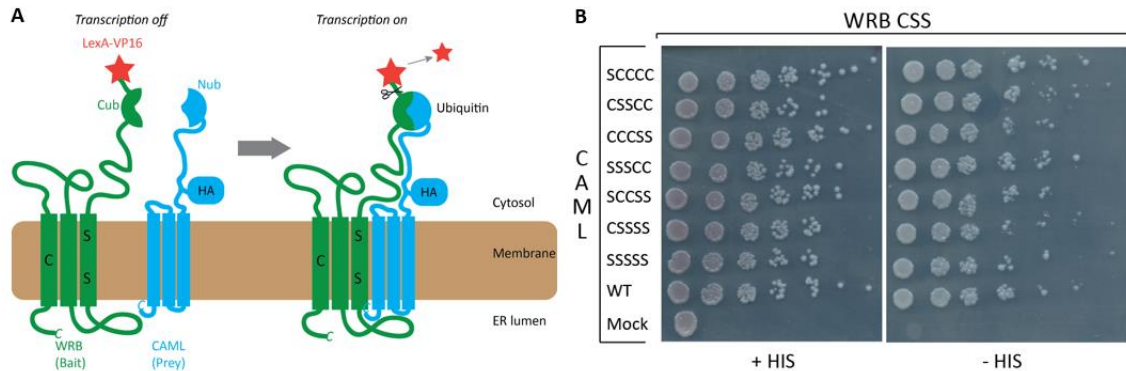 A
Transcription off
Transcription on
LexA-VP16
Nub
Cub
Ubiquitin
HA
HA
Cytosol
S
S
C
S
C
S
Membrane
C
C
C
C
ER lumen
WRB
(Bait)
CAML
(Prey)
B
WRB CSS
C
A
M
L
SCCCC
CSSCC
CCCSS
SSSCC
SCCSS
CSSSS
SSSSS
WT
Mock
+ HIS
- HIS